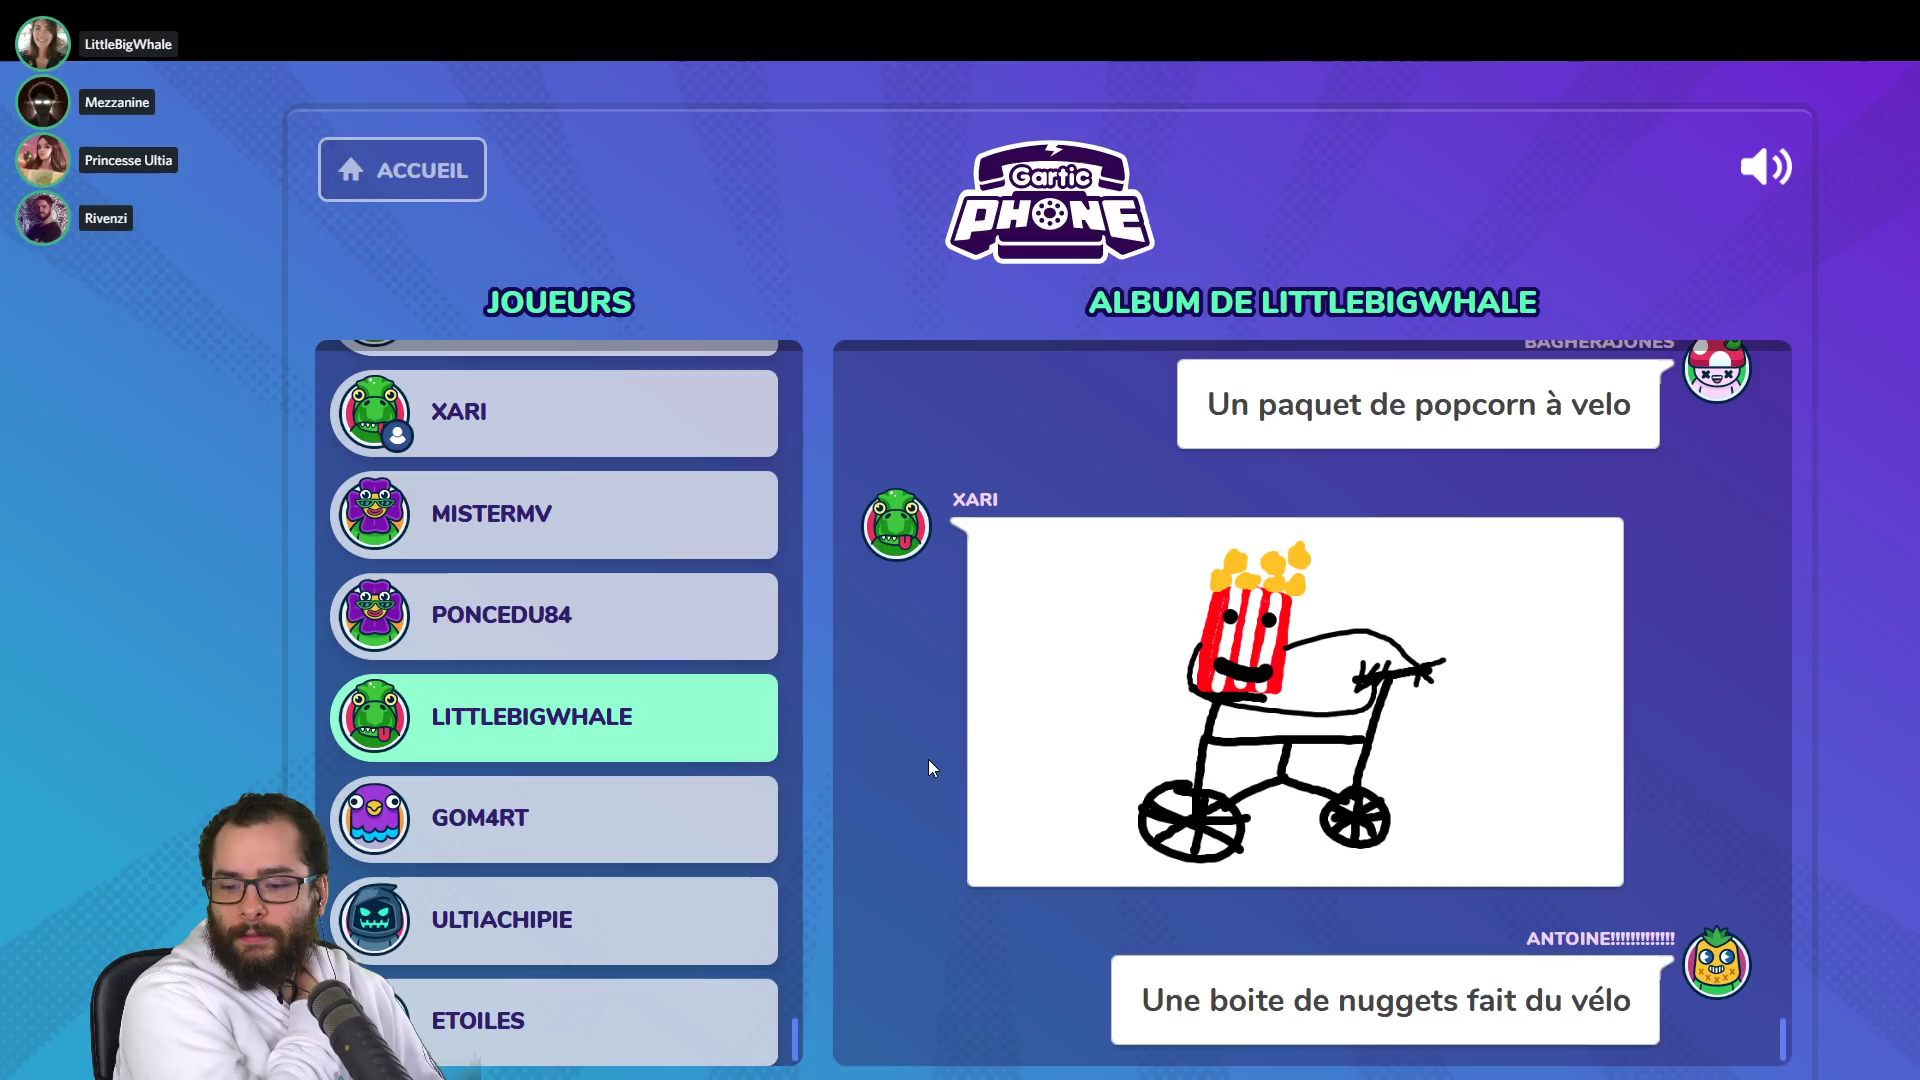 LittleBigWhale
Mezzanine
Princesse Ultia
Rivenzi
ACCUEIL
Gartic
PHONE
JOUEURS
ALBUM DE LITTLEBIGWHALE
XARI
MISTERMV
PONCEDU84
LITTLEBIGWHALE
GOM4RT
ULTIACHIPIE
ETOILES
BAGHERAJONES
Un paquet de popcorn à velo
XARI
ANTOINE!!!!!!!!!!!!!
Une boite de nuggets fait du vélo